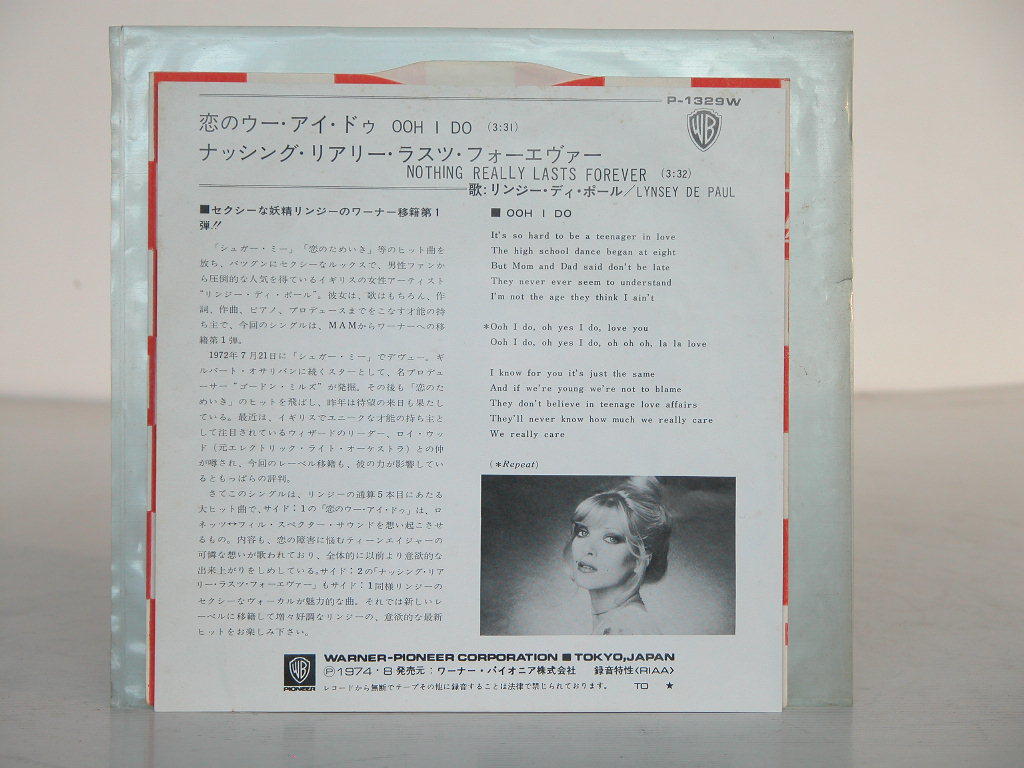 P-1329W
WB
恋のウー・アイ・ドゥ OOH I DO (3:31)
ナッシング・リアリー・ラスツ・フォーエヴァー
NOTHING REALLY LASTS FOREVER (3:32)
歌:リンジー・ディ・ポール/LYNSEY DE PAUL
■セクシーな妖精リンジーのワーナー移籍第1
弾!!
「シュガー・ミー」「恋のためいき」等のヒット曲を
放ち、バツグンにセクシーなルックスで、男性ファンか
ら圧倒的な人気を得ているイギリスの女性アーティスト
“リンジー・ディ・ポール”。彼女は、歌はもちろん、作
詞、作曲、ピアノ、プロデュースまでをこなす才能の持
ち主で、今回のシングルは、MAMからワーナーへの移
籍第1弾。
1972年7月21日に「シュガー・ミー」でデヴュー。ギ
ルバート・オサリバンに続くスターとして、名プロデュ
ーサー“ゴードン・ミルズ”が発掘。その後も「恋のた
めいき」のヒットを飛ばし、昨年は待望の来日も果たし
ている。最近は、イギリスでユニークな才能の持ち主と
して注目されているウィザードのリーダー、ロイ・ウッ
ド(元エレクトリック・ライト・オーケストラ)との仲
が噂され、今回のレーベル移籍も、彼の力が影響してい
るともっぱらの評判。
さてこのシングルは、リンジーの通算5本目にあたる
大ヒット曲で、サイド:1の「恋のウー・アイ・ドゥ」は、ロ
ネッツ↔フィル・スペクター・サウンドを想い起こさせ
るもの。内容も、恋の障害に悩むティーンエイジャーの
可憐な想いが歌われており、全体的に以前より意欲的な
出来上がりをしめしている。サイド:2の「ナッシング・リア
リー・ラスツ・フォーエヴァー」もサイド:1同様リンジーの
セクシーなヴォーカルが魅力的な曲。それでは新しいレ
ーベルに移籍して増々好調なリンジーの、意欲的な最新
ヒットをお楽しみ下さい。
■ OOH I DO
It's so hard to be a teenager in love
The high school dance began at eight
But Mom and Dad said don't be late
They never ever seem to understand
I'm not the age they think I ain't
*Ooh I do, oh yes I do, love you
Ooh I do, oh yes I do, oh oh oh, la la love
I know for you it's just the same
And if we're young we're not to blame
They don't believe in teenage love affairs
They'll never know how much we really care
We really care
(*Repeat)
WB
PIONEER
WARNER-PIONEER CORPORATION ■ TOKYO, JAPAN
Ⓟ1974・8 発売元:ワーナー・パイオニア株式会社 録音特性〈RIAA〉
レコードから無断でテープその他に録音することは法律で禁じられております。 TO ★